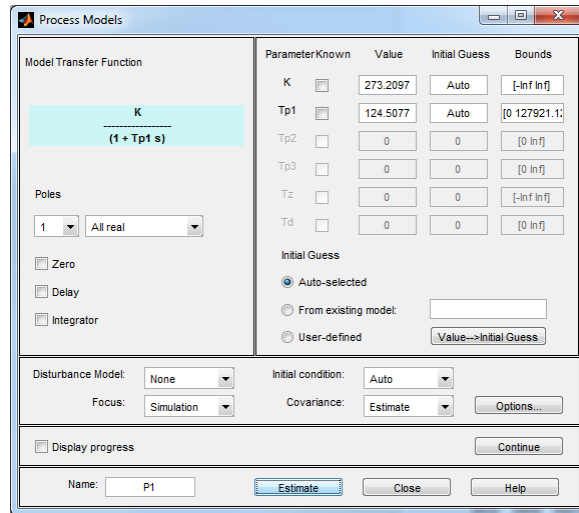 Process Models
Model Transfer Function
K
----------------
(1 + Tp1 s)
Poles
1 All real
Zero
Delay
Integrator
Parameter Known Value Initial Guess Bounds
K 273.2097 Auto [-Inf Inf]
Tp1 124.5077 Auto
Tp2 0 0 [0 Inf]
Tp3 0 0 [0 Inf]
Tz 0 0 [-Inf Inf]
Td 0 0 [0 Inf]
Initial Guess
Auto-selected
From existing model:
User-defined Value-->Initial Guess
Disturbance Model: None Initial condition: Auto
Focus: Simulation Covariance: Estimate Options...
Display progress Continue
Name: P1 Estimate Close Help